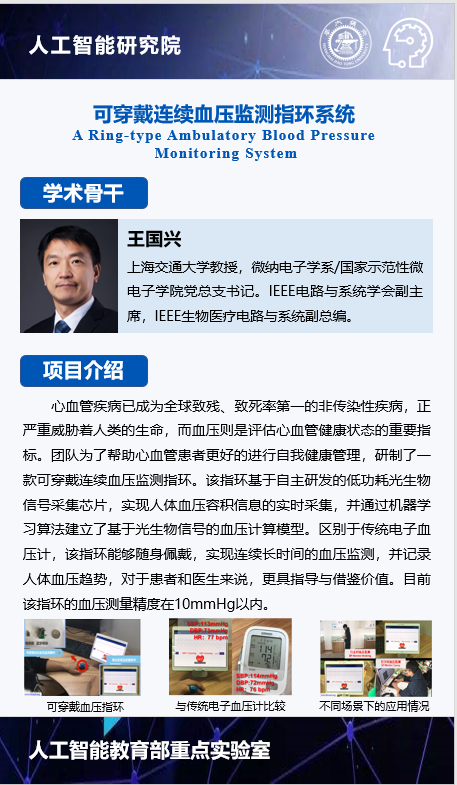 人工智能研究院
可穿戴连续血压监测指环系统
A Ring-type Ambulatory Blood Pressure
Monitoring System
学术骨干
王国兴
上海交通大学教授，微纳电子学系/国家示范性微
电子学院党总支书记。IEEE电路与系统学会副主
席，IEEE生物医疗电路与系统副总编。
项目介绍
心血管疾病已成为全球致残、致死率第一的非传染性疾病，正
严重威胁着人类的生命，而血压则是评估心血管健康状态的重要指
标。团队为了帮助心血管患者更好的进行自我健康管理，研制了一
款可穿戴连续血压监测指环。该指环基于自主研发的低功耗光生物
信号采集芯片，实现人体血压容积信息的实时采集，并通过机器学
习算法建立了基于光生物信号的血压计算模型。区别于传统电子血
压计，该指环能够随身佩戴，实现连续长时间的血压监测，并记录
人体血压趋势，对于患者和医生来说，更具指导与借鉴价值。目前
该指环的血压测量精度在10mmHg以内。
SBP:113mmHg
DBP:73mmHg
HR: 77 bpm
114
71
SBP:114mmHg
DBP:72mmHg
HR: 76 bpm
可穿戴血压指环
与传统电子血压计比较
不同场景下的应用情况
人工智能教育部重点实验室